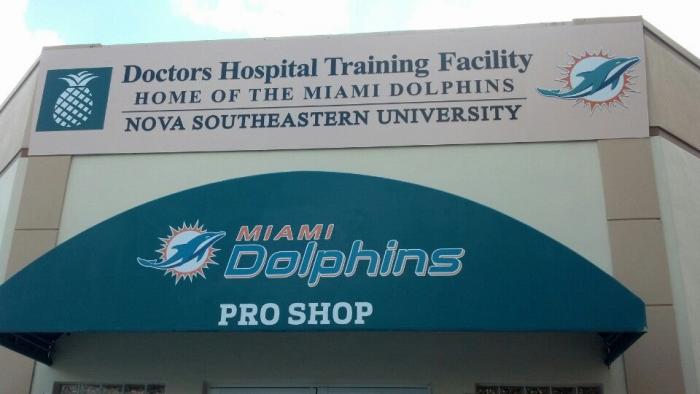 Doctors Hospital Training Facility
HOME OF THE MIAMI DOLPHINS
NOVA SOUTHEASTERN UNIVERSITY
MIAMI
Dolphins
PRO SHOP